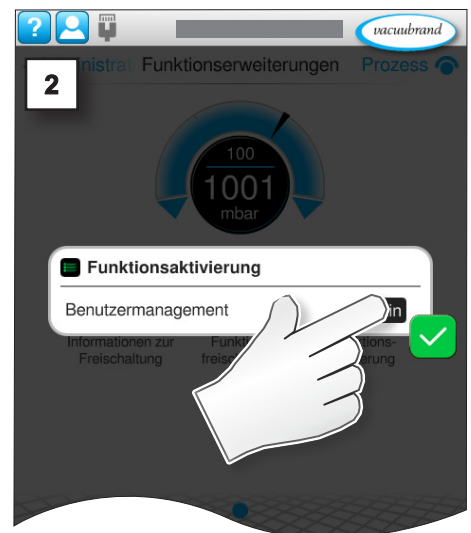 ?
vacuubrand
Funktionserweiterungen Prozess
2
100
1001
mbar
Funktionsaktivierung
Benutzermanagement
Informationen zur
Freischaltung